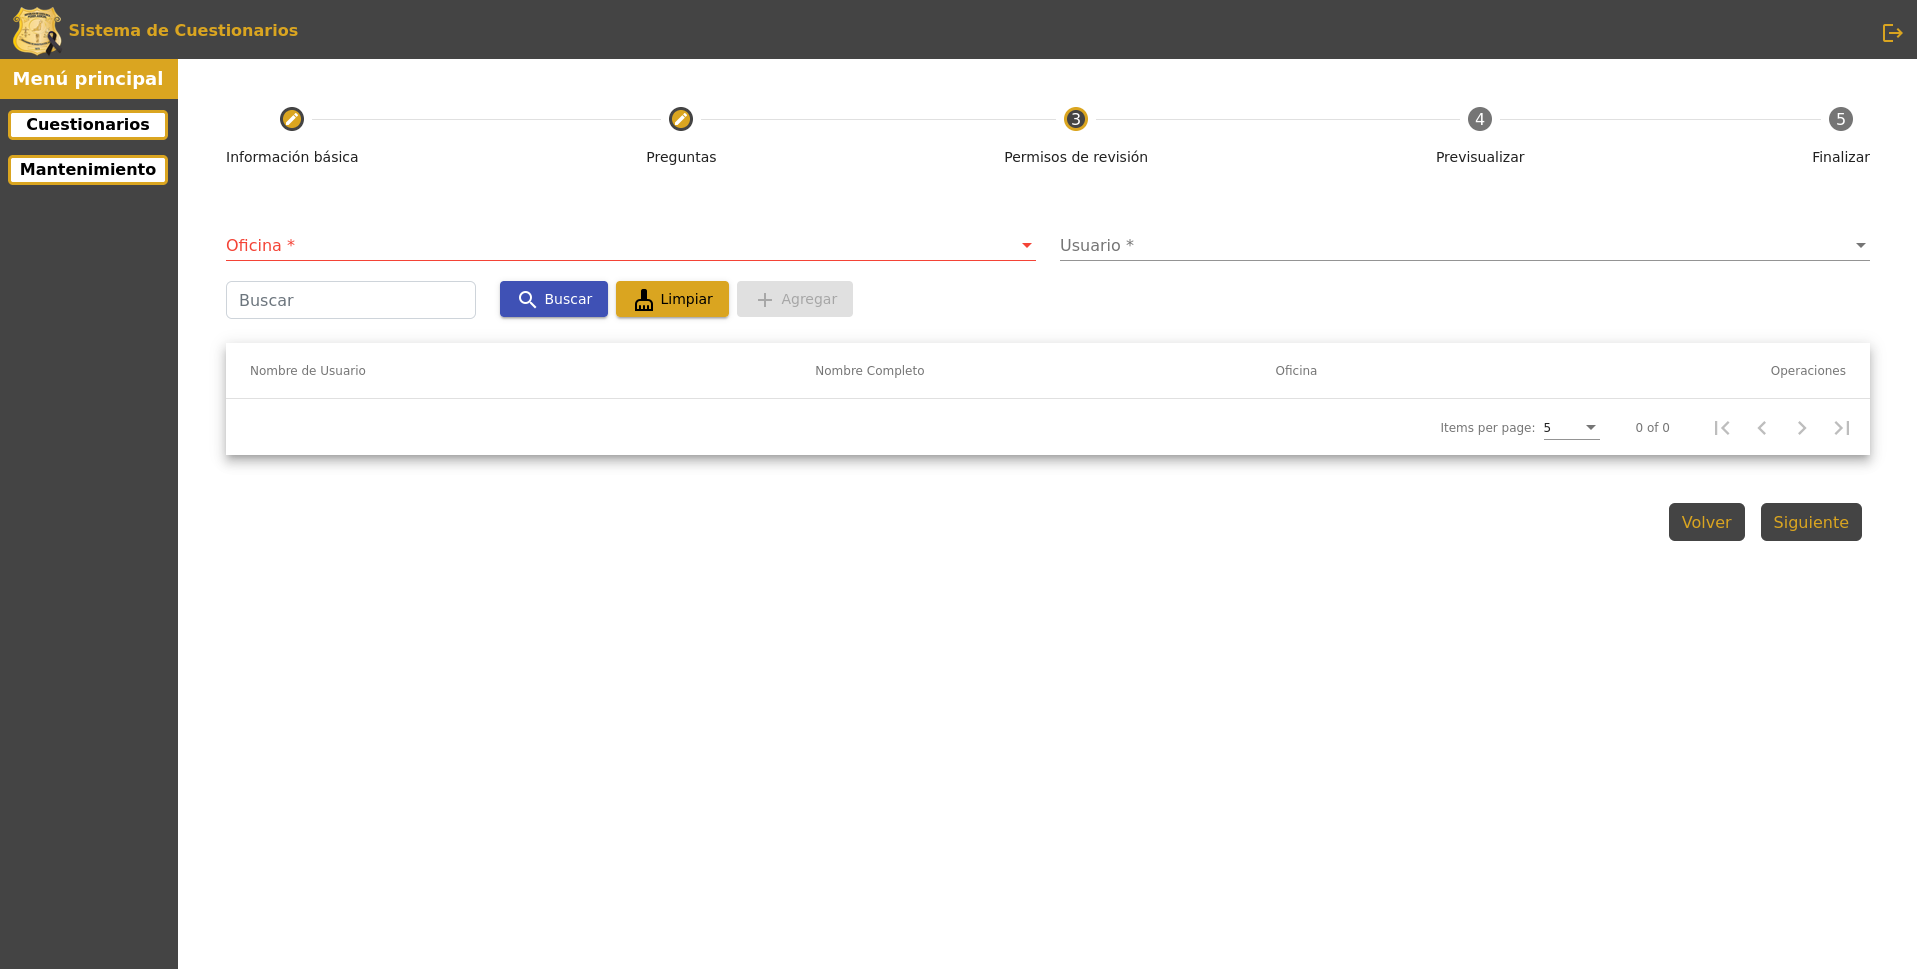 Sistema de Cuestionarios
Menú principal
Cuestionarios
Mantenimiento
3
4
5
Información básica
Preguntas
Permisos de revisión
Previsualizar
Finalizar
Oficina *
Usuario *
Buscar
Buscar
Limpiar
Agregar
Nombre de Usuario
Nombre Completo
Oficina
Operaciones
Items per page: 5
0 of 0
Volver
Siguiente